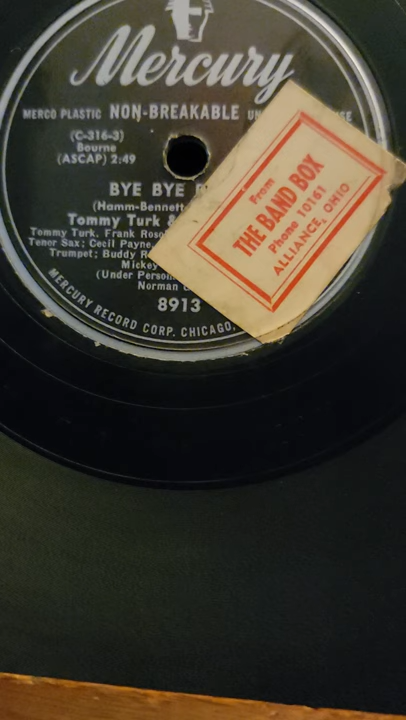 Mercury
MERCO PLASTIC NON-BREAKABLE
(C-316-3)
Bourne
(ASCAP) 2:49
BYE BYE
(Hamm-Bennett-
Tommy Turk &
Tommy Turk, Frank
Tenor Sax; Cecil Payne,
Trumpet; Buddy
Mickey
(Under
Norman
8913
MERCURY RECORD CORP. CHICAGO,
From
THE BAND BOX
Phone 10161
ALLIANCE, OHIO